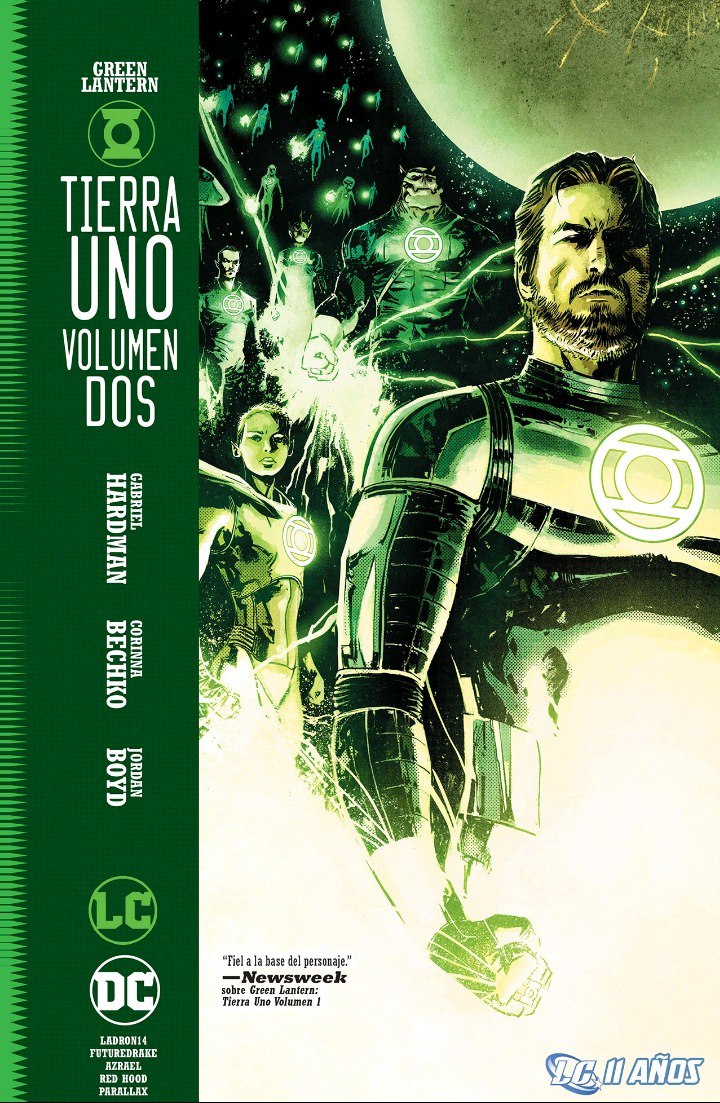 GREEN
LANTERN
TIERRA
UNO
VOLUMEN
DOS
GABRIEL
HARDMAN
CORINNA
BECHKO
JORDAN
BOYD
LC
DC
LADRON14
FUTUREDRAKE
AZRAEL
RED HOOD
PARALLAX
“Fiel a la base del personaje.”
—Newsweek
sobre Green Lantern:
Tierra Uno Volumen 1
DC 11 AÑOS